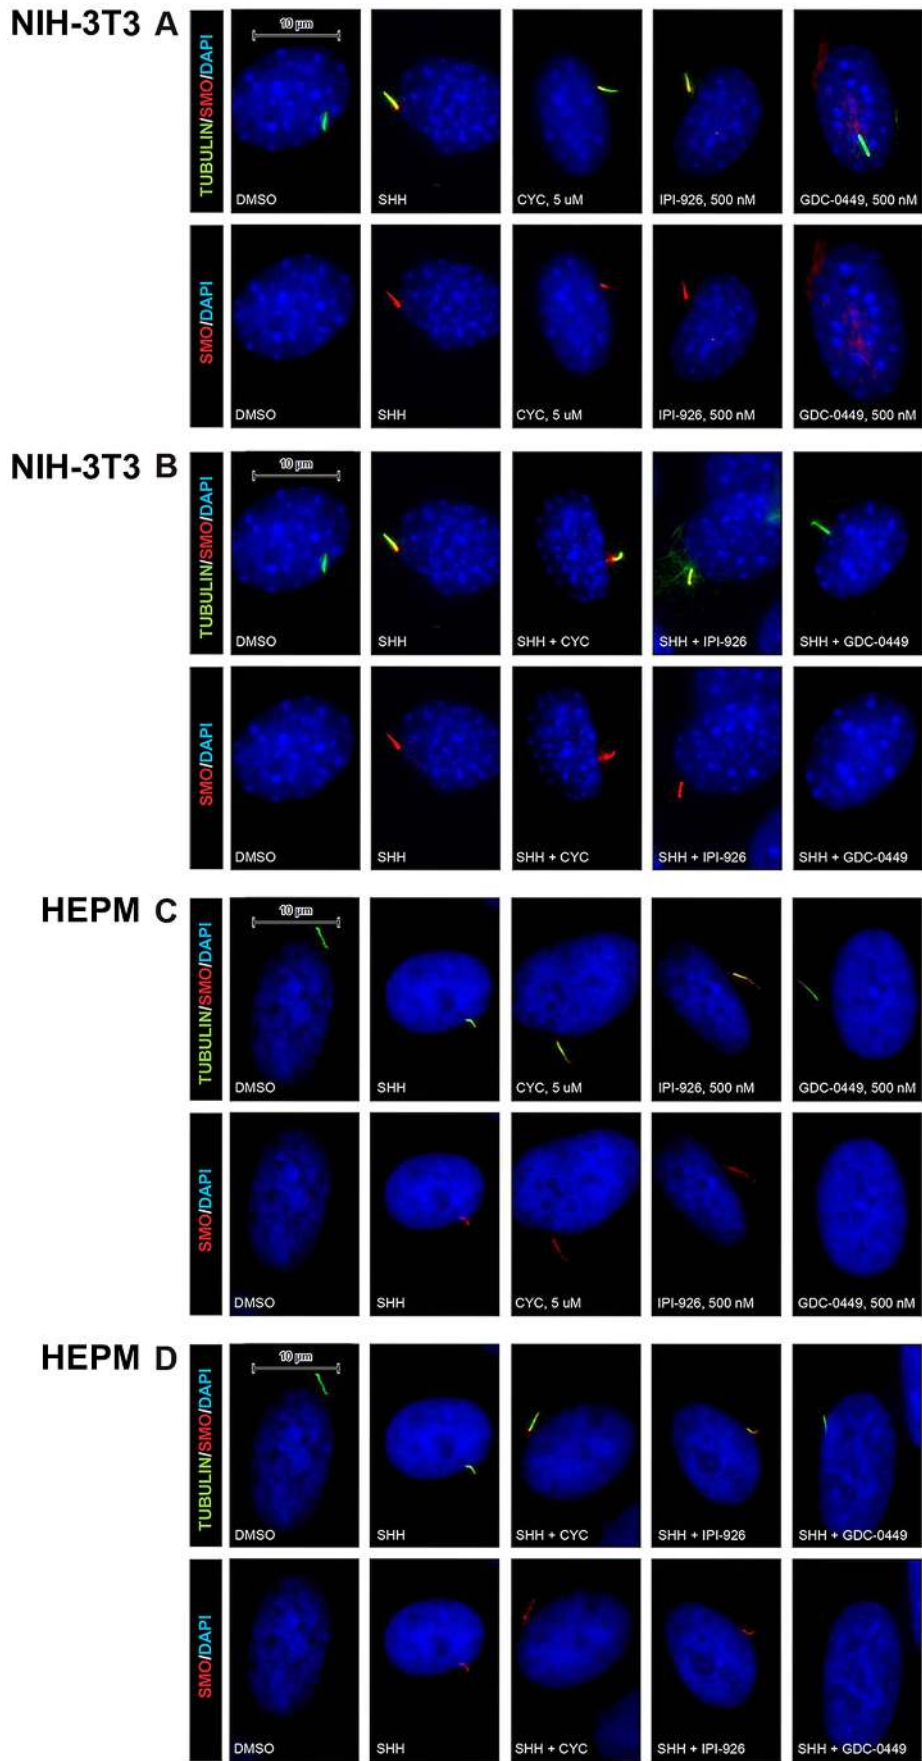 NIH-3T3 A
TUBULIN/SMO/DAPI
10 µm
DMSO
SHH
CYC, 5 uM
IPI-926, 500 nM
GDC-0449, 500 nM
SMO/DAPI
DMSO
SHH
CYC, 5 uM
IPI-926, 500 nM
GDC-0449, 500 nM
NIH-3T3 B
TUBULIN/SMO/DAPI
10 µm
DMSO
SHH
SHH + CYC
SHH + IPI-926
SHH + GDC-0449
SMO/DAPI
DMSO
SHH
SHH + CYC
SHH + IPI-926
SHH + GDC-0449
HEPM C
TUBULIN/SMO/DAPI
10 µm
DMSO
SHH
CYC, 5 uM
IPI-926, 500 nM
GDC-0449, 500 nM
SMO/DAPI
DMSO
SHH
CYC, 5 uM
IPI-926, 500 nM
GDC-0449, 500 nM
HEPM D
TUBULIN/SMO/DAPI
10 µm
DMSO
SHH
SHH + CYC
SHH + IPI-926
SHH + GDC-0449
SMO/DAPI
DMSO
SHH
SHH + CYC
SHH + IPI-926
SHH + GDC-0449